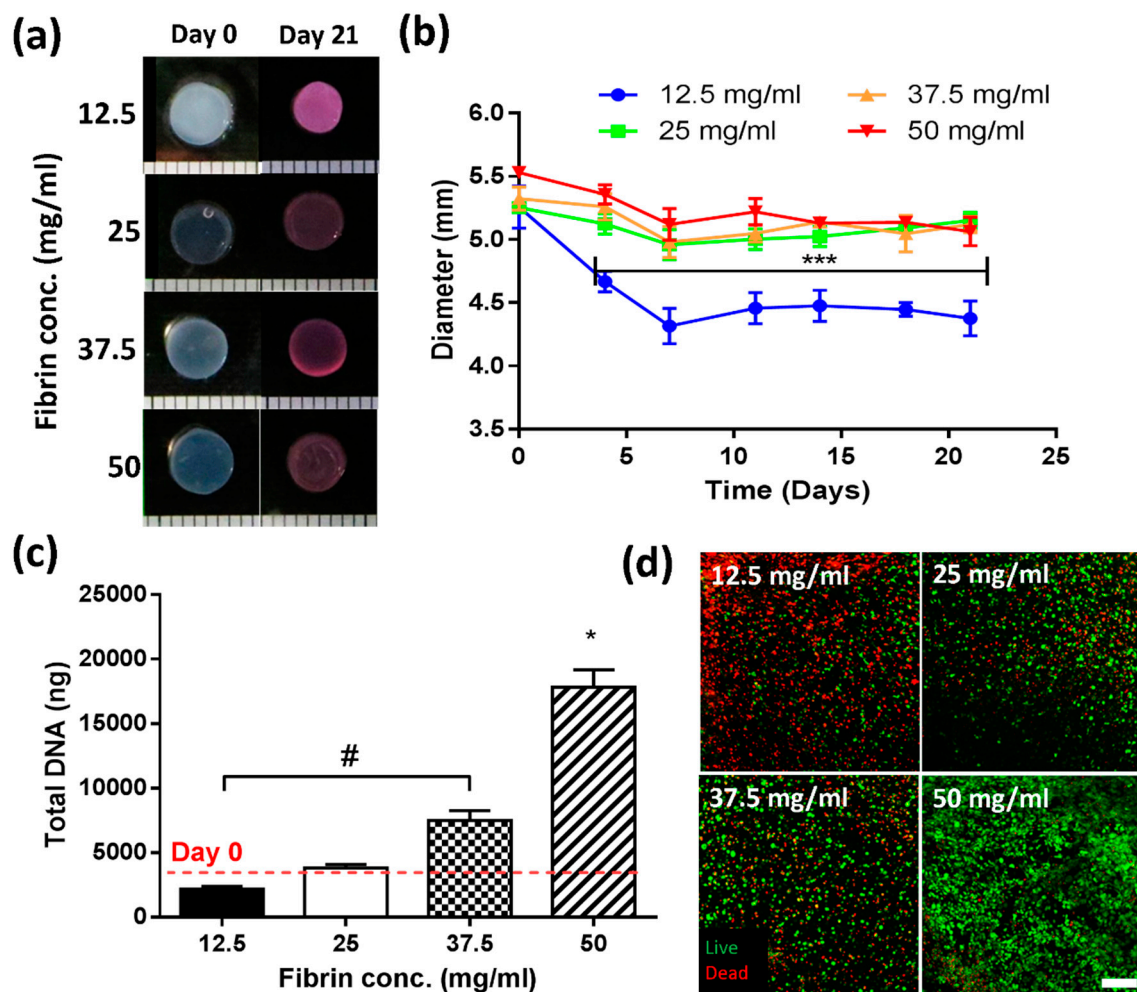 (a)
Day 0 Day 21
Fibrin conc. (mg/ml)
12.5
25
37.5
50
(b)
12.5 mg/ml 37.5 mg/ml
25 mg/ml 50 mg/ml
Diameter (mm)
6.0
5.5
5.0
4.5
4.0
3.5
***
0 5 10 15 20 25
Time (Days)
(c)
Total DNA (ng)
25000
20000
15000
10000
5000
0
*
#
Day 0
12.5 25 37.5 50
Fibrin conc. (mg/ml)
(d)
12.5 mg/ml 25 mg/ml
37.5 mg/ml 50 mg/ml
Live
Dead